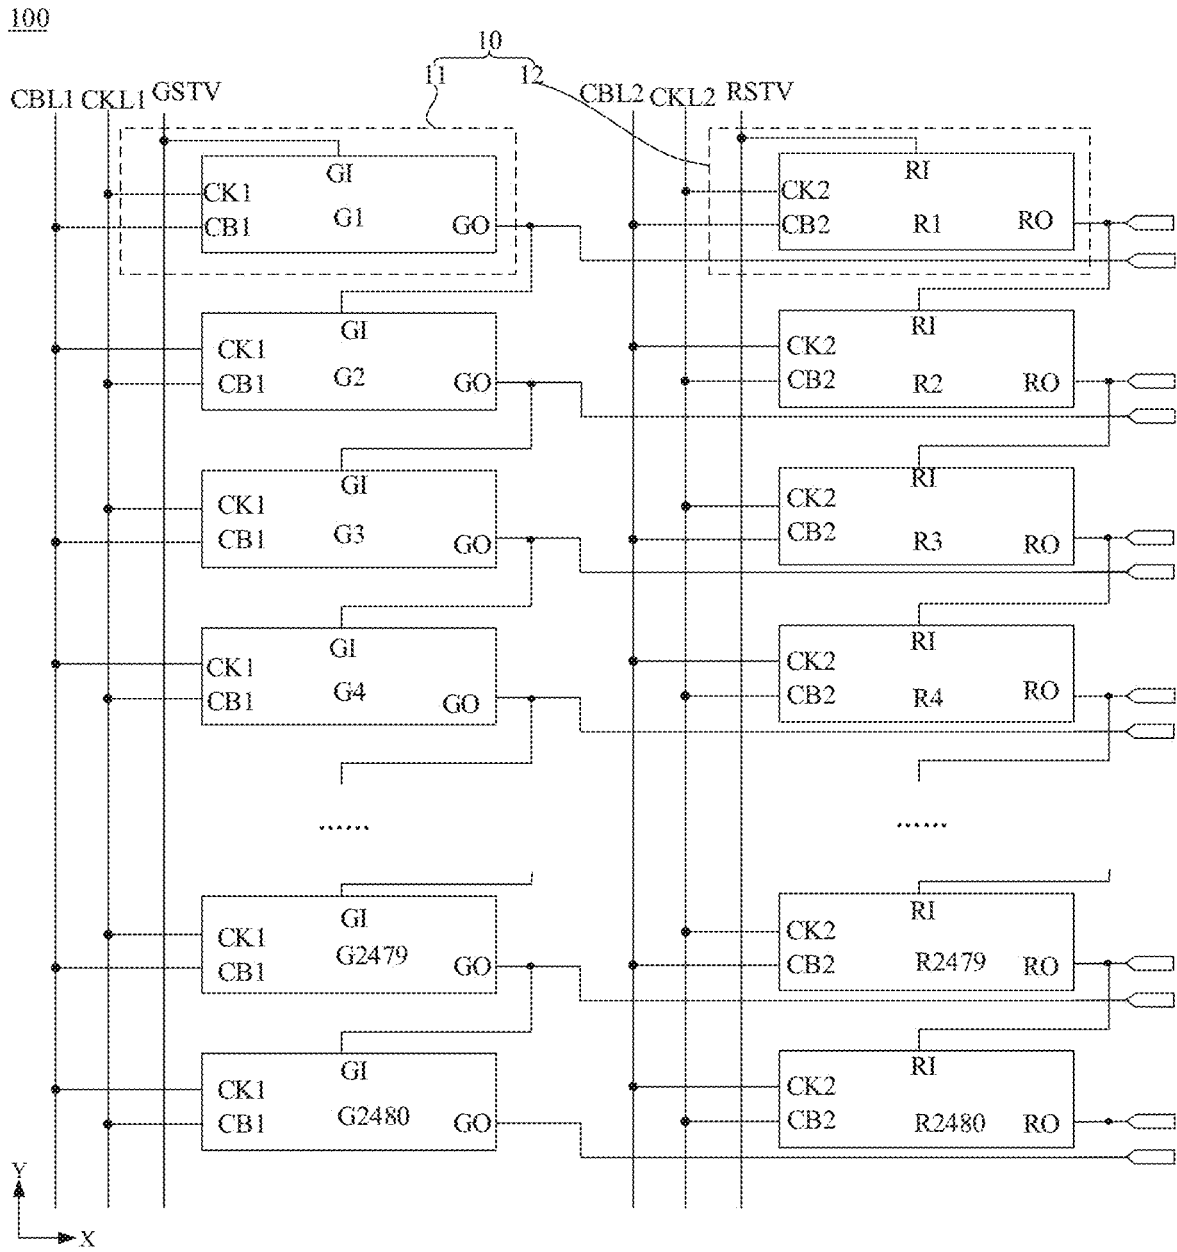 100
10
11 12
CBL1 CKL1 GSTV CBL2 CKL2 RSTV
GI RI
CK1 CK2
G1 R1
CB1 GO CB2 RO
GI RI
CK1 CK2
G2 R2
CB1 GO CB2 RO
GI RI
CK1 CK2
G3 R3
CB1 GO CB2 RO
GI RI
CK1 CK2
G4 R4
CB1 GO CB2 RO
...... ......
GI RI
CK1 CK2
G2479 R2479
CB1 GO CB2 RO
GI RI
CK1 CK2
G2480 R2480
CB1 GO CB2 RO
Y
X